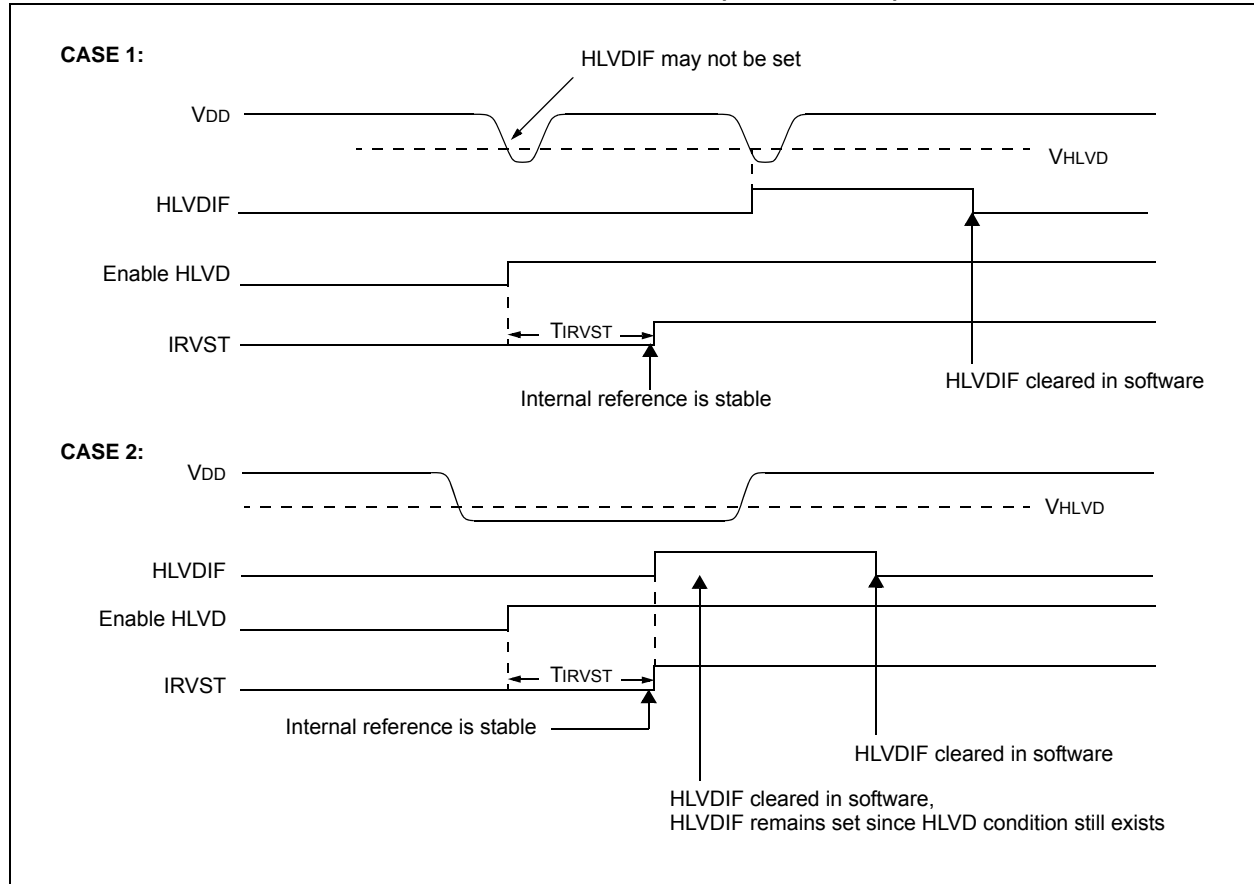 CASE 1:
HLVDIF may not be set
VDD
VHLVD
HLVDIF
Enable HLVD
TIRVST
IRVST
HLVDIF cleared in software
Internal reference is stable
CASE 2:
VDD
VHLVD
HLVDIF
Enable HLVD
TIRVST
IRVST
Internal reference is stable
HLVDIF cleared in software
HLVDIF cleared in software,
HLVDIF remains set since HLVD condition still exists